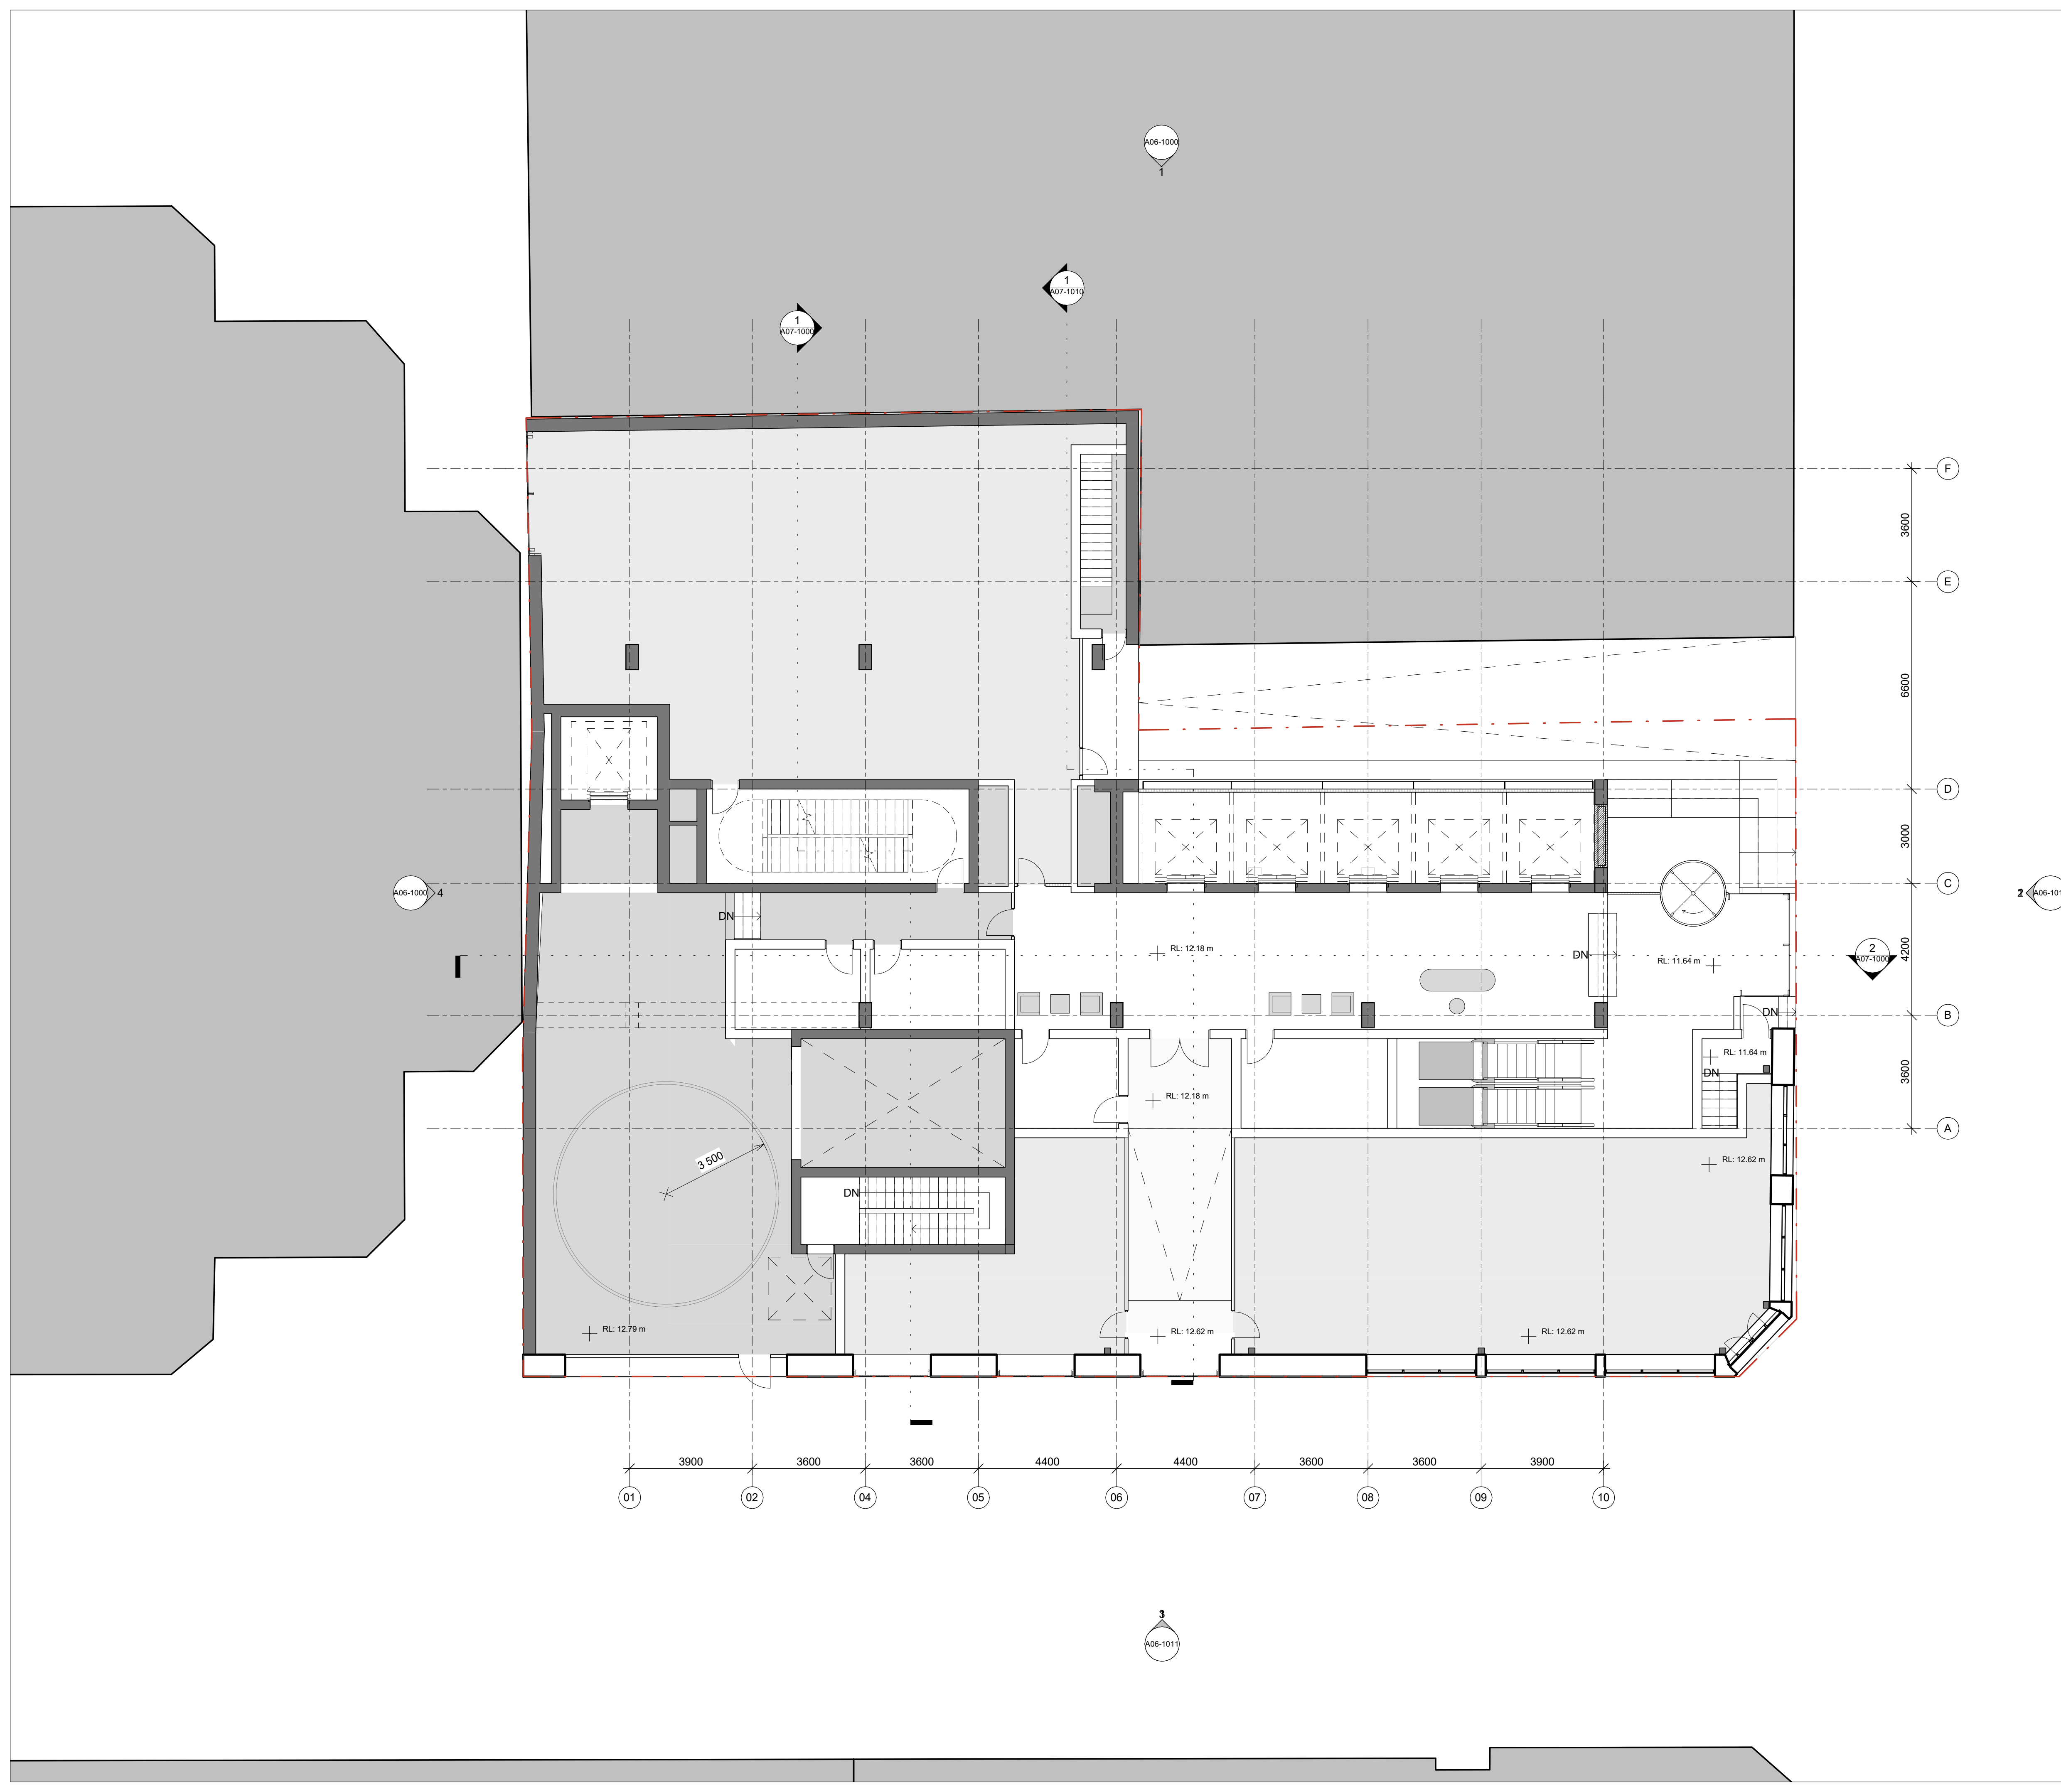 A06-1000
1
1
A07-1010
1
A07-1000
F
3600
E
6600
D
3000
C
A06-1000
4
2
A06-101
DN
RL: 12.18 m
DN
RL: 11.64 m
4200
2
A07-1000
DN
B
RL: 11.64 m
DN
3600
RL: 12.18 m
A
3 500
RL: 12.62 m
DN
RL: 12.79 m
RL: 12.62 m
RL: 12.62 m
3900
3600
3600
4400
4400
3600
3600
3900
01
02
04
05
06
07
08
09
10
A06-1011